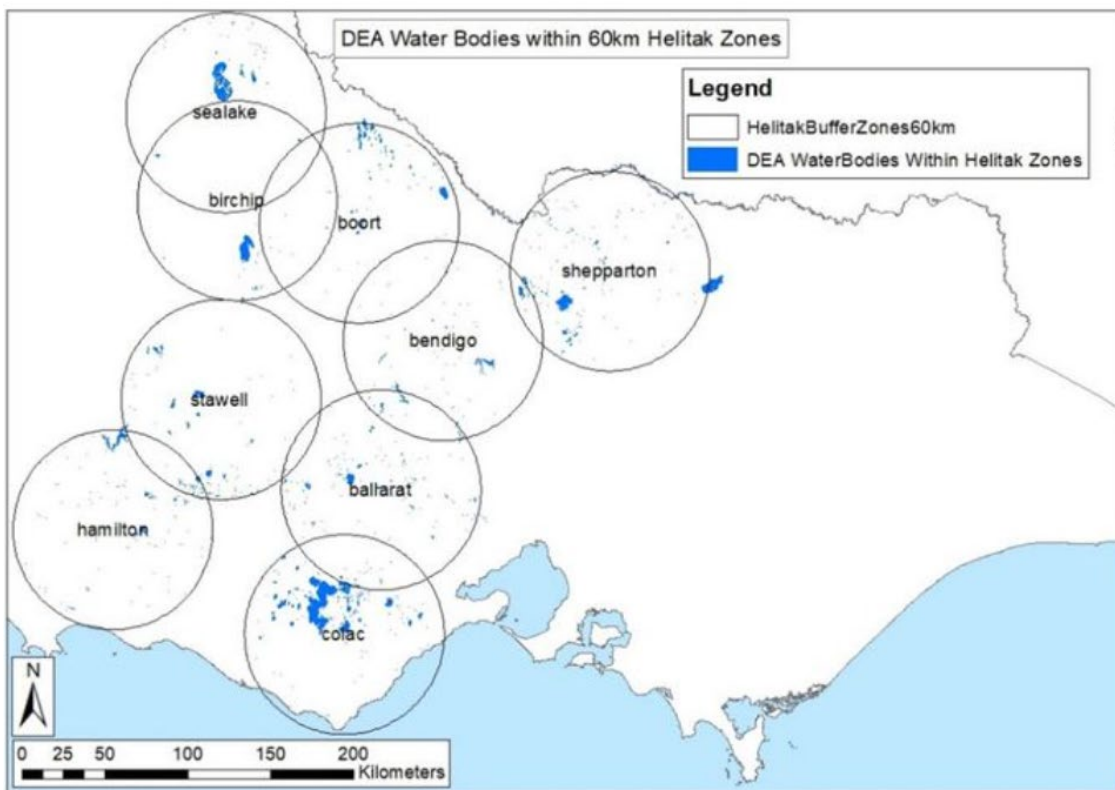 DEA Water Bodies within 60km Helitak Zones
Legend
HelitakBufferZones60km
DEA WaterBodies Within Helitak Zones
sealake
birchip
boort
shepparton
bendigo
stawell
ballarat
hamilton
colac
N
0 25 50 100 150 200
Kilometers